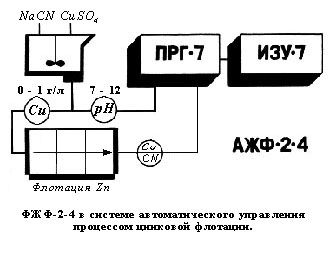 NaCN CuSO4
ПРГ-7
ИЗУ-7
0 - 1 г/л
7 - 12
Cu
pH
Cu
CN
АЖФ-2-4
Флотация Zn
ФЖФ-2-4 в системе автоматического управления
процессом цинковой флотации.